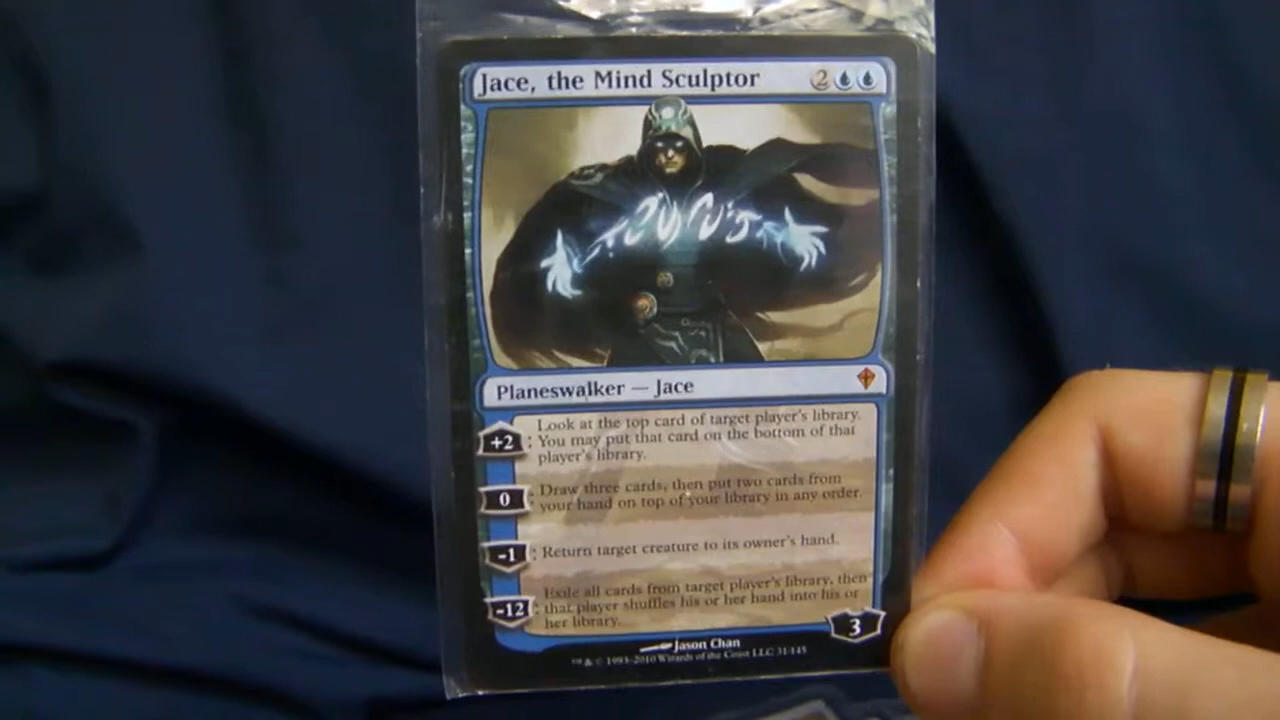 Jace, the Mind Sculptor 2
Planeswalker — Jace
Look at the top card of target player's library.
+2 : You may put that card on the bottom of that
player's library.
0 : Draw three cards, then put two cards from
your hand on top of your library in any order.
-1 : Return target creature to its owner's hand.
Exile all cards from target player's library, then
-12 : that player shuffles his or her hand into his or
her library.
3
Jason Chan
™ & © 1993-2010 Wizards of the Coast LLC 31/145